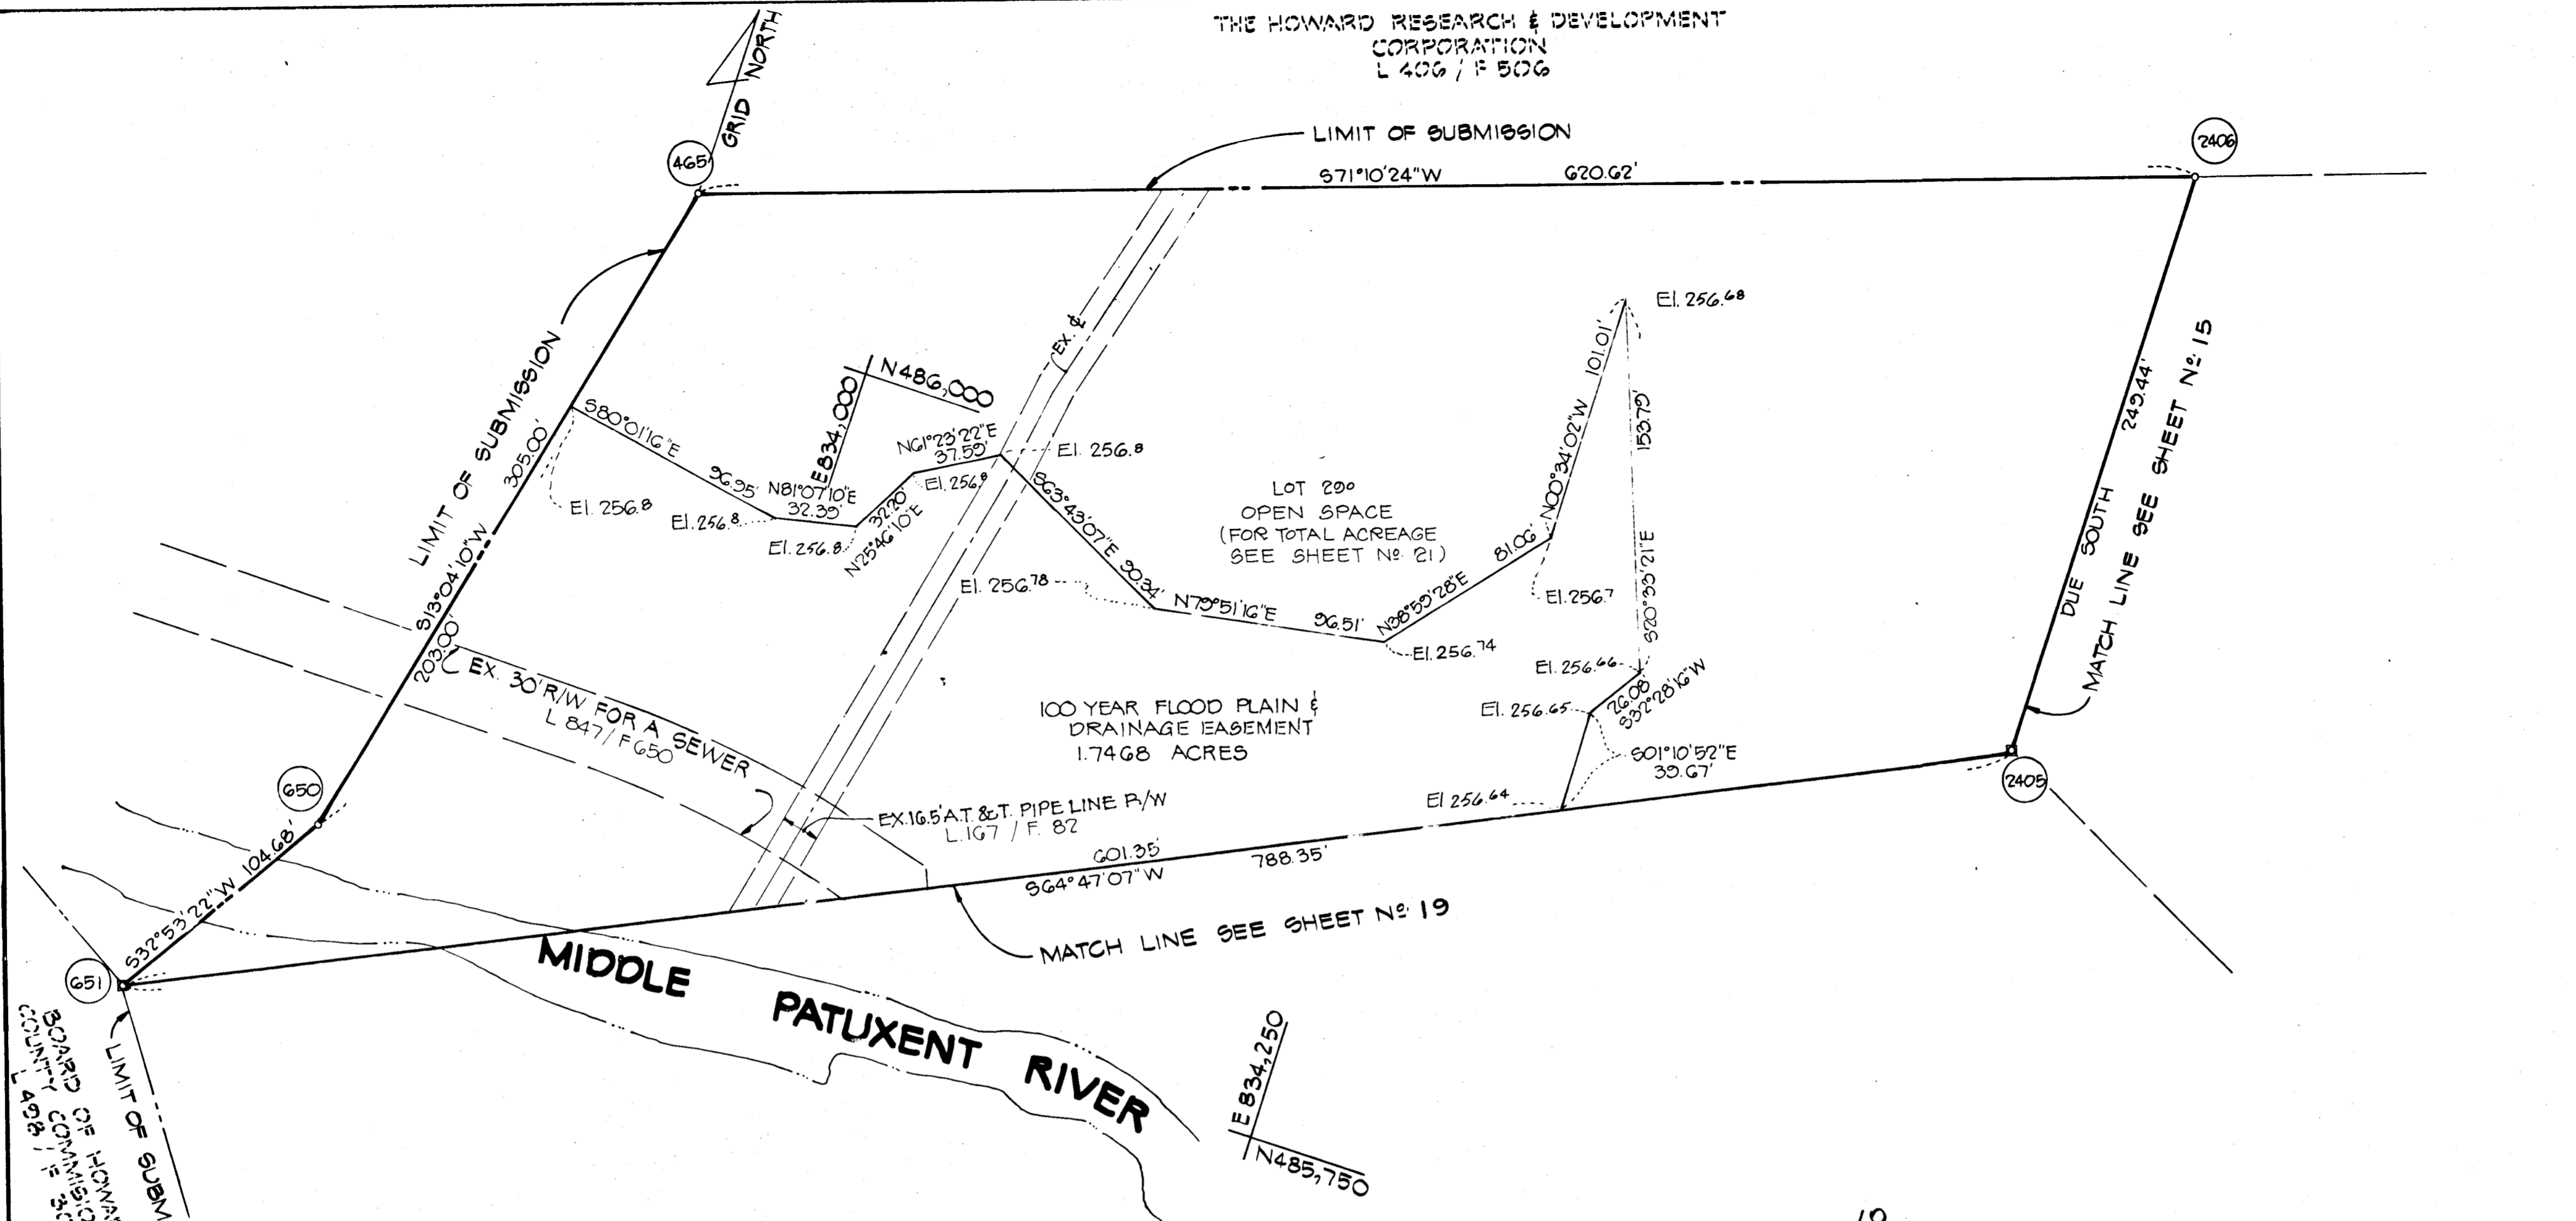 THE HOWARD RESEARCH & DEVELOPMENT
CORPORATION
L 406 / F 506
GRID NORTH
LIMIT OF SUBMISSION
465
2406
S71°10'24"W 620.62'
El. 256.68
LIMIT OF SUBMISSION
EX. ℄
101.01'
N00°34'02"W
153.79'
S20°33'21"E
249.44'
DUE SOUTH
MATCH LINE SEE SHEET Nº 15
N486,000
E834,000
305.00'
S13°04'10"W
203.00'
S80°01'16"E 96.95'
N61°23'22"E
37.59'
El. 256.8
El. 256.8
N81°07'10"E
32.39'
El. 256.8
El. 256.8
El. 256.8
32.20'
N25°46'10"E
S63°43'07"E 90.34'
LOT 290
OPEN SPACE
(FOR TOTAL ACREAGE
SEE SHEET Nº 21)
El. 256.78
N79°51'16"E 96.51'
N38°59'28"E 81.06'
El. 256.7
El. 256.74
El. 256.66
26.08'
S32°28'16"W
El. 256.65
S01°10'52"E
39.67'
El 256.64
EX. 30' R/W FOR A SEWER
L 847 / F 650
100 YEAR FLOOD PLAIN &
DRAINAGE EASEMENT
1.7468 ACRES
650
2405
EX. 16.5' A.T. & T. PIPE LINE R/W
L. 167 / F. 82
601.35' 788.35'
S64°47'07"W
S32°53'22"W 104.68'
MATCH LINE SEE SHEET Nº 19
651
MIDDLE PATUXENT RIVER
BOARD OF
COUNTY
L 498 / F
LIMIT OF SUBM
E 834,250
N485,750